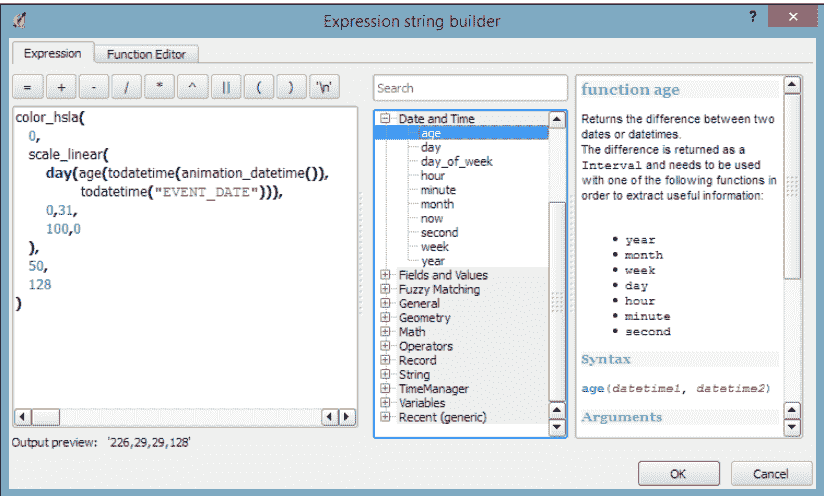 Expression string builder
?
×
Expression
Function Editor
= + - / * ^ || ( ) '\n'
color_hsla(
0,
scale_linear(
day(age(todatetime(animation_datetime()),
todatetime("EVENT_DATE"))),
0,31,
100,0
),
50,
128
)
Output preview: '226,29,29,128'
Search
Date and Time
age
day
day_of_week
hour
minute
month
now
second
week
year
Fields and Values
Fuzzy Matching
General
Geometry
Math
Operators
Record
String
TimeManager
Variables
Recent (generic)
function age
Returns the difference between two
dates or datetimes.
The difference is returned as a
Interval and needs to be used
with one of the following functions in
order to extract useful information:
• year
• month
• week
• day
• hour
• minute
• second
Syntax
age(datetime1, datetime2)
Arguments
OK
Cancel